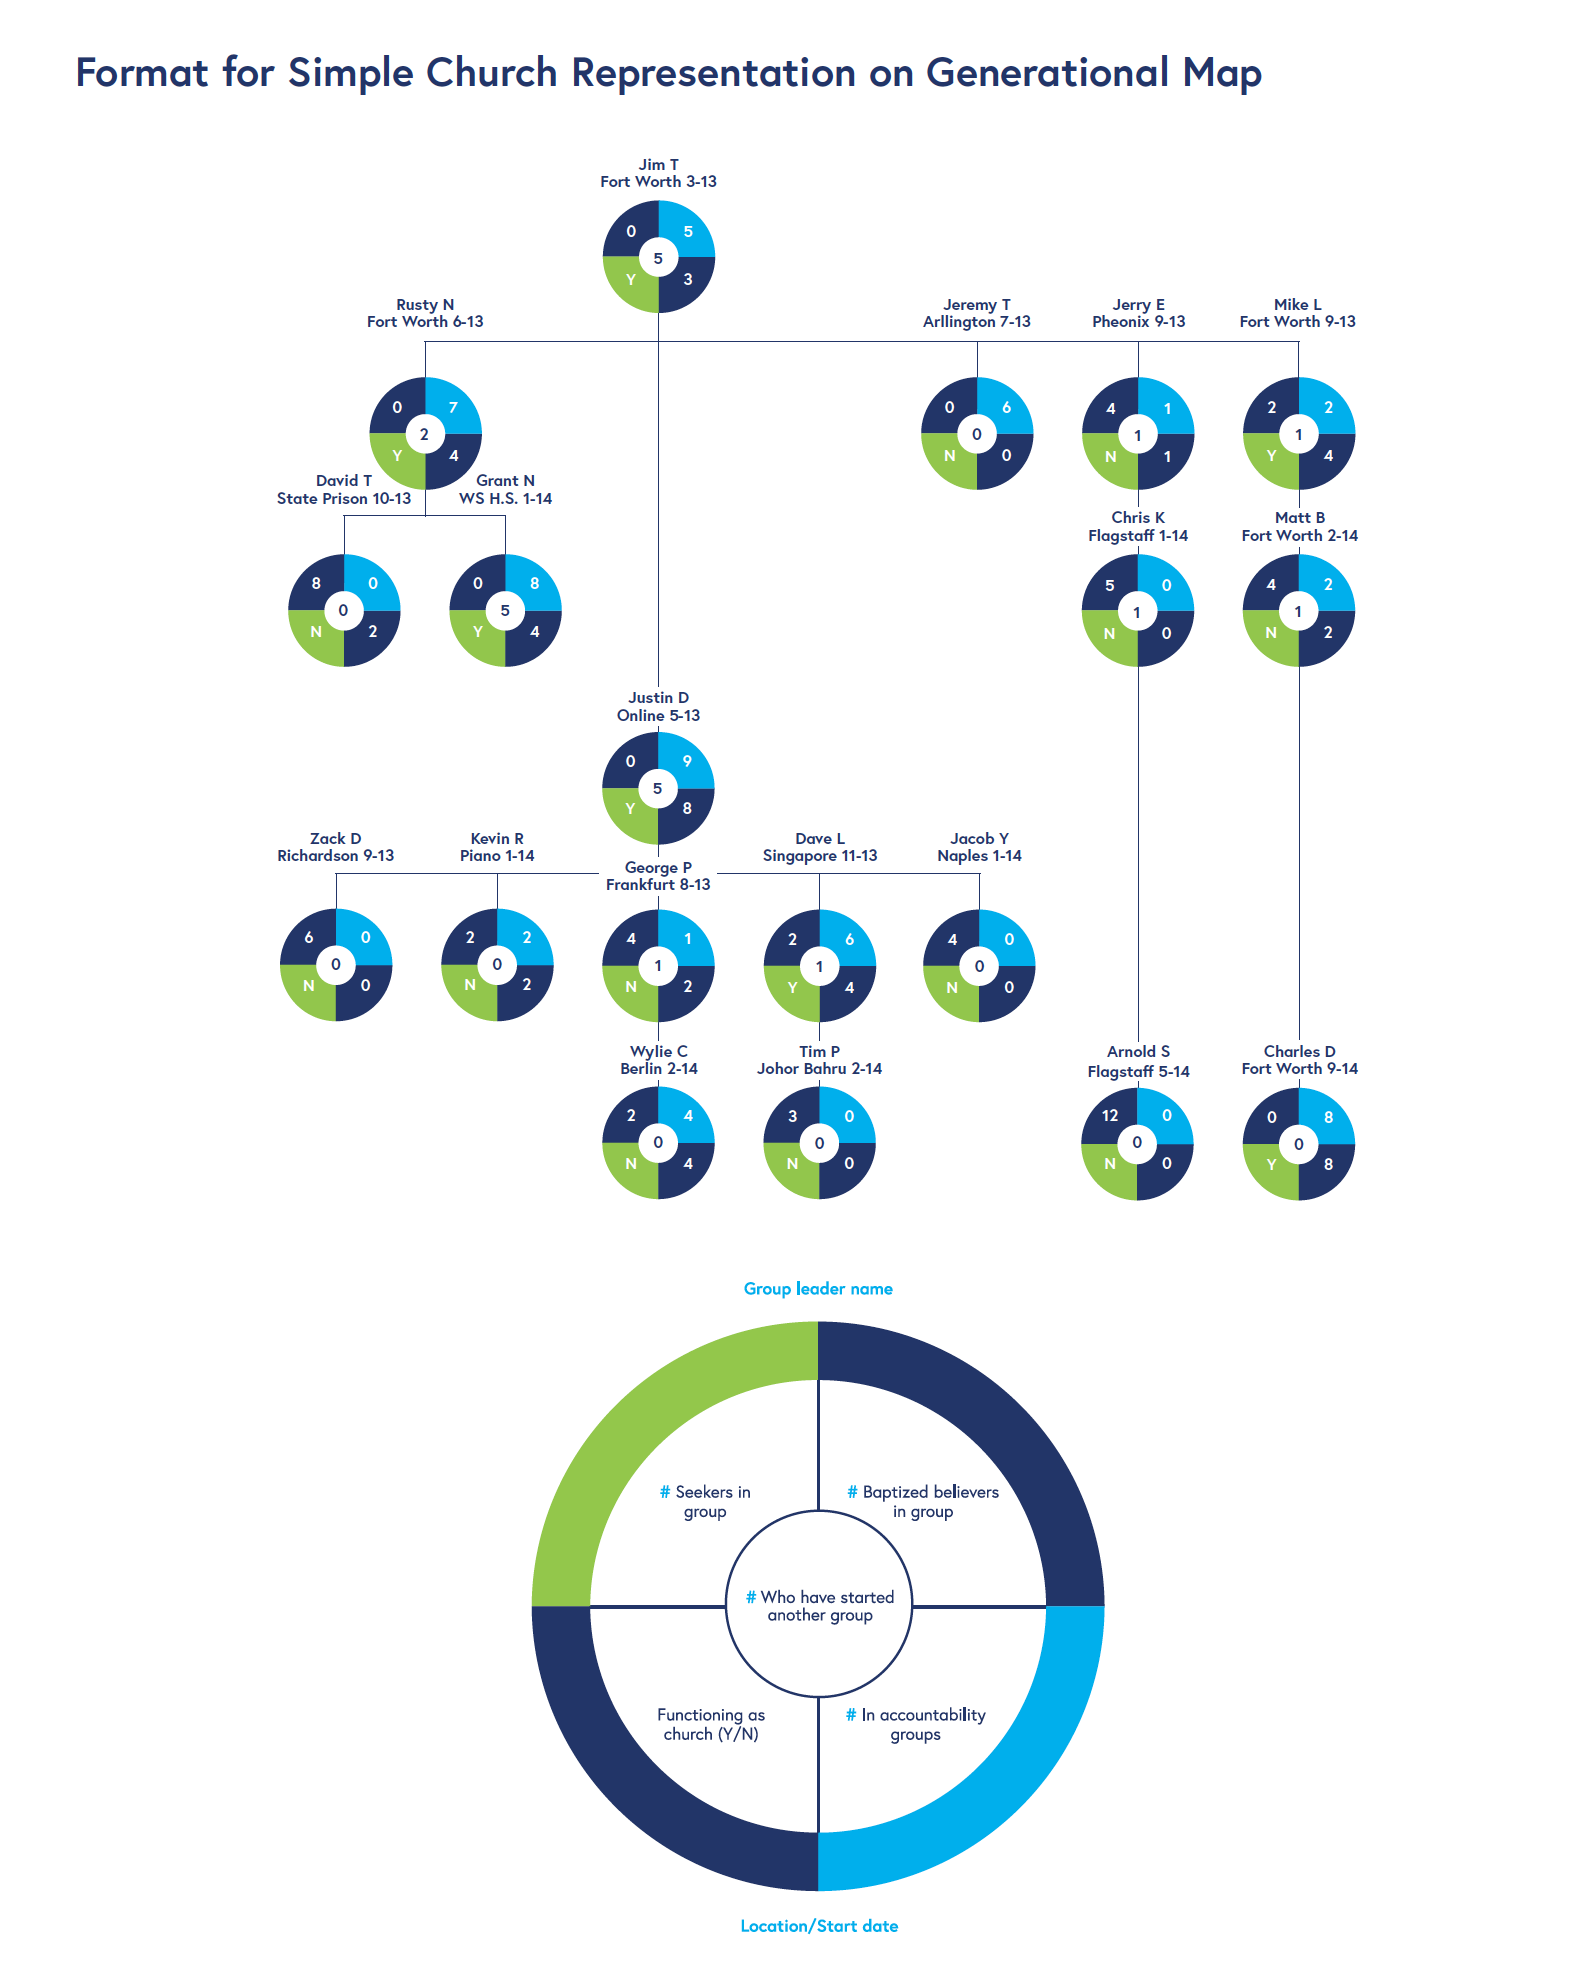 Format for Simple Church Representation on Generational Map
Jim T
Fort Worth 3-13
0 5
5
Y 3
Rusty N
Fort Worth 6-13
Jeremy T
Arllington 7-13
Jerry E
Pheonix 9-13
Mike L
Fort Worth 9-13
0 7
2
Y 4
0 6
0
N 0
4 1
1
N 1
2 2
1
Y 4
David T
State Prison 10-13
Grant N
WS H.S. 1-14
Chris K
Flagstaff 1-14
Matt B
Fort Worth 2-14
8 0
0
N 2
0 8
5
Y 4
5 0
1
N 0
4 2
1
N 2
Justin D
Online 5-13
0 9
5
Y 8
Zack D
Richardson 9-13
Kevin R
Piano 1-14
George P
Frankfurt 8-13
Dave L
Singapore 11-13
Jacob Y
Naples 1-14
6 0
0
N 0
2 2
0
N 2
4 1
1
N 2
2 6
1
Y 4
4 0
0
N 0
Wylie C
Berlin 2-14
Tim P
Johor Bahru 2-14
Arnold S
Flagstaff 5-14
Charles D
Fort Worth 9-14
2 4
0
N 4
3 0
0
N 0
12 0
0
N 0
0 8
0
Y 8
Group leader name
# Seekers in
group
# Baptized believers
in group
# Who have started
another group
Functioning as
church (Y/N)
# In accountability
groups
Location/Start date